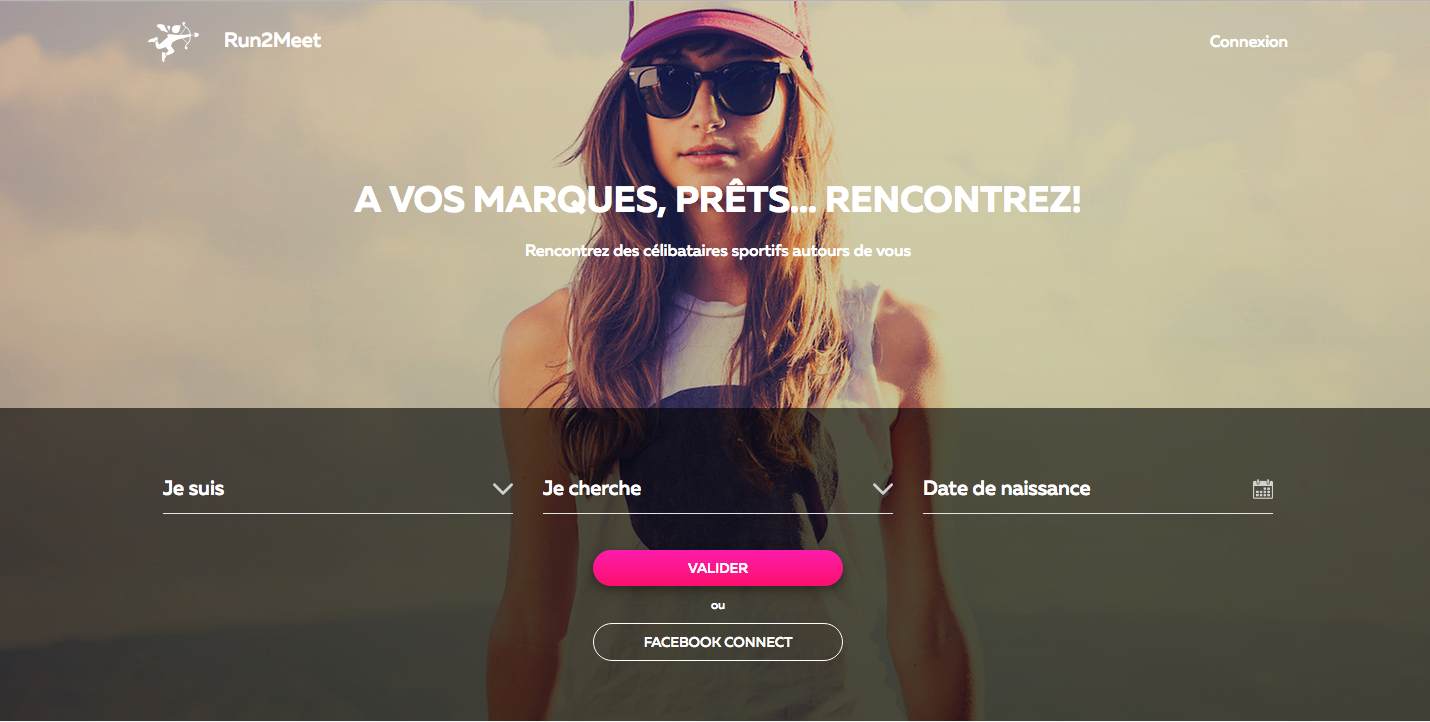 Run2Meet
Connexion
A VOS MARQUES, PRÊTS... RENCONTREZ!
Rencontrez des célibataires sportifs autours de vous
Je suis
Je cherche
Date de naissance
VALIDER
ou
FACEBOOK CONNECT